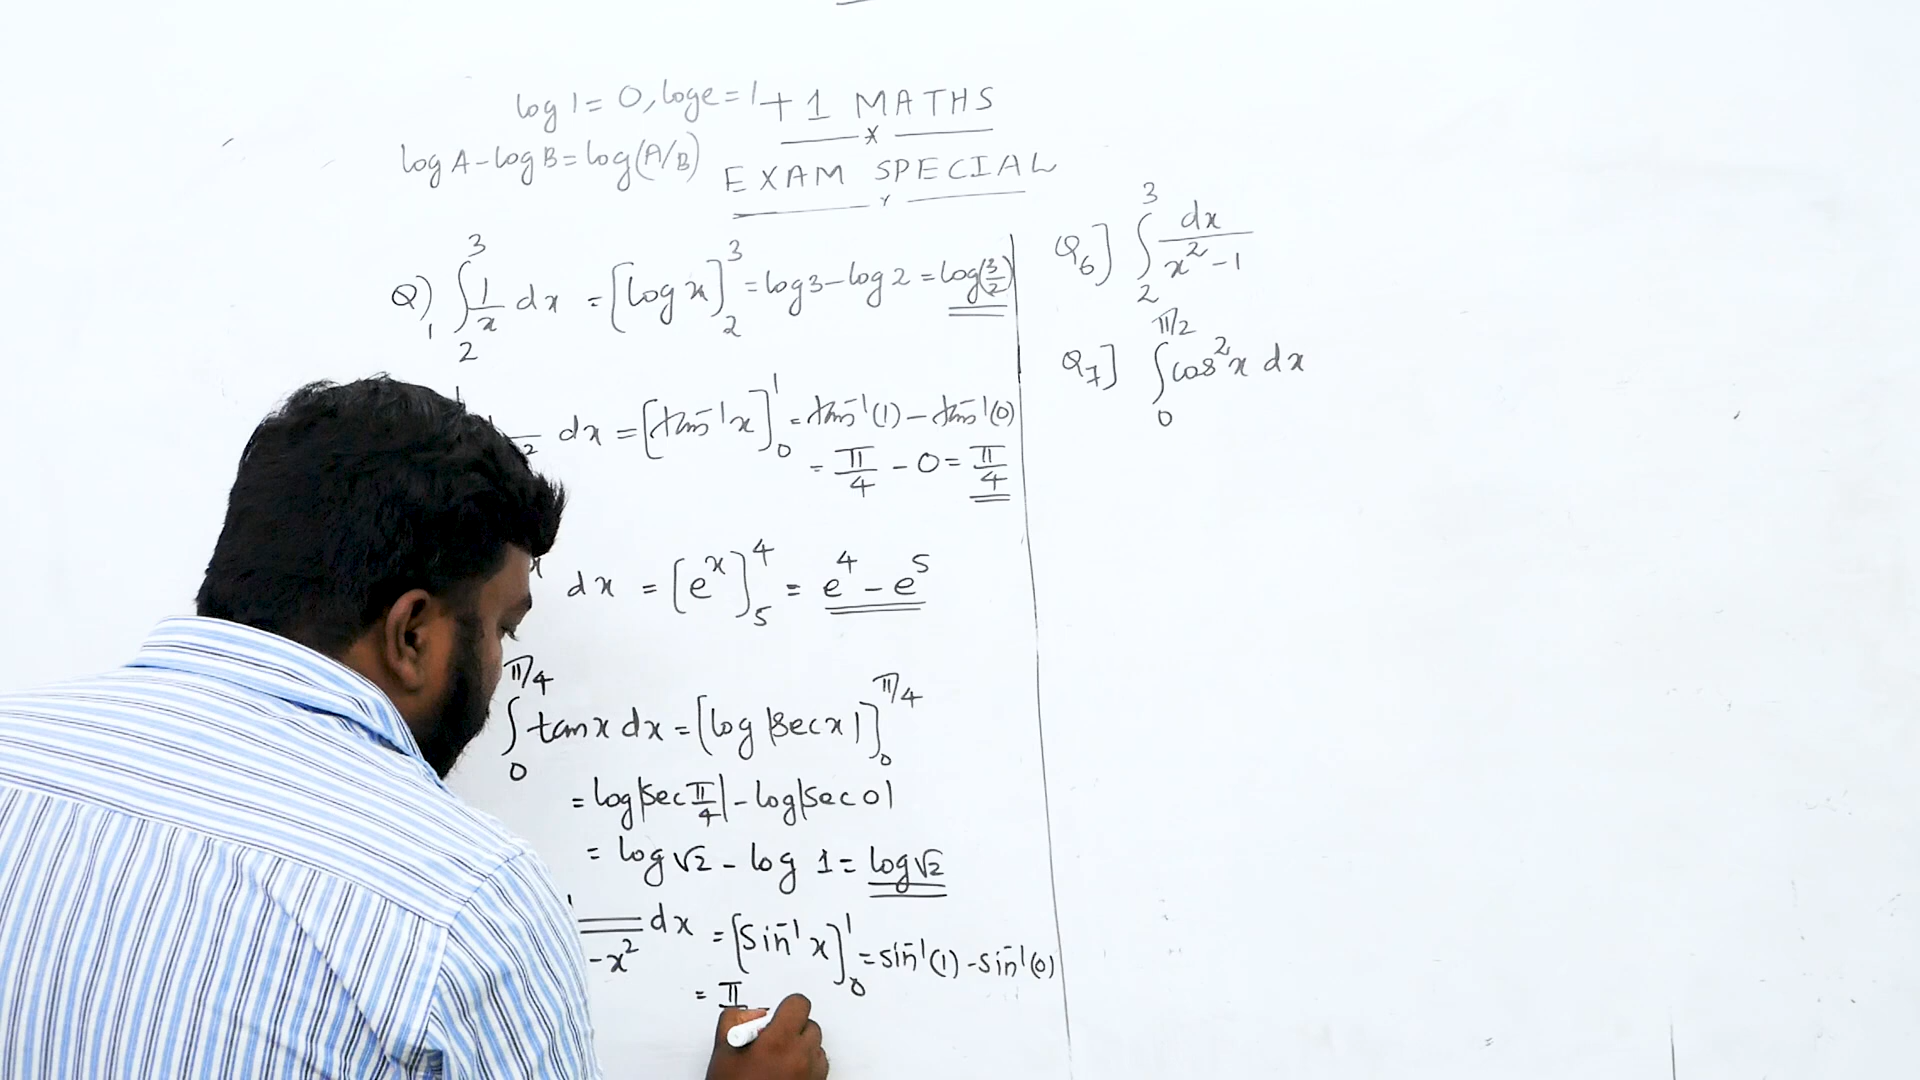 log 1 = 0, log e = 1
+1 MATHS
log A - log B = log(A/B)
EXAM SPECIAL
Q1) ∫₂³ 1/x dx = [log x]₂³ = log 3 - log 2 = log(3/2)
dx = [tan⁻¹x]₀¹ = tan⁻¹(1) - tan⁻¹(0)
= π/4 - 0 = π/4
dx = [eˣ]₅⁴ = e⁴ - e⁵
∫₀^π/4 tan x dx = [log |sec x|]₀^π/4
= log|sec π/4| - log|sec 0|
= log √2 - log 1 = log √2
-x² dx = [sin⁻¹ x]₀¹ = sin⁻¹(1) - sin⁻¹(0)
= π
Q6] ∫₂³ dx/x² - 1
Q7] ∫₀^π/2 cos²x dx